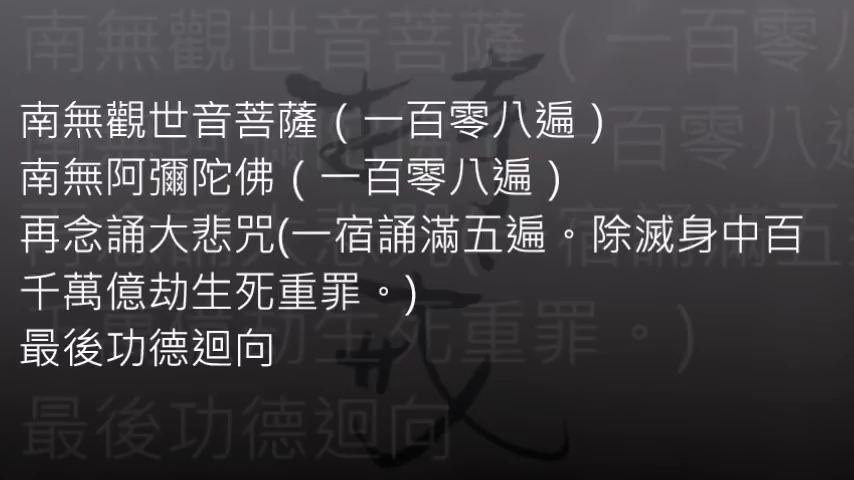 南無觀世音菩薩（一百零八遍）
南無阿彌陀佛（一百零八遍）
再念誦大悲咒(一宿誦滿五遍。除滅身中百
千萬億劫生死重罪。)
最後功德迴向